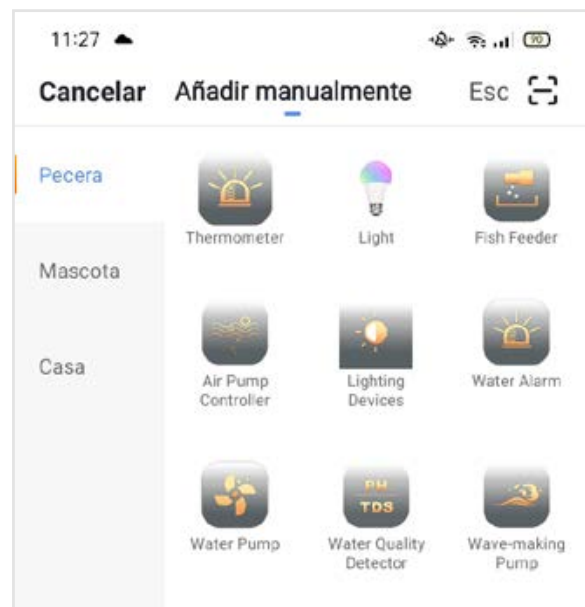 11:27
90
Cancelar Añadir manualmente Esc
Pecera
Thermometer Light Fish Feeder
Mascota
Casa
Air Pump Controller
Lighting Devices
Water Alarm
PH
TDS
Water Pump
Water Quality Detector
Wave-making Pump